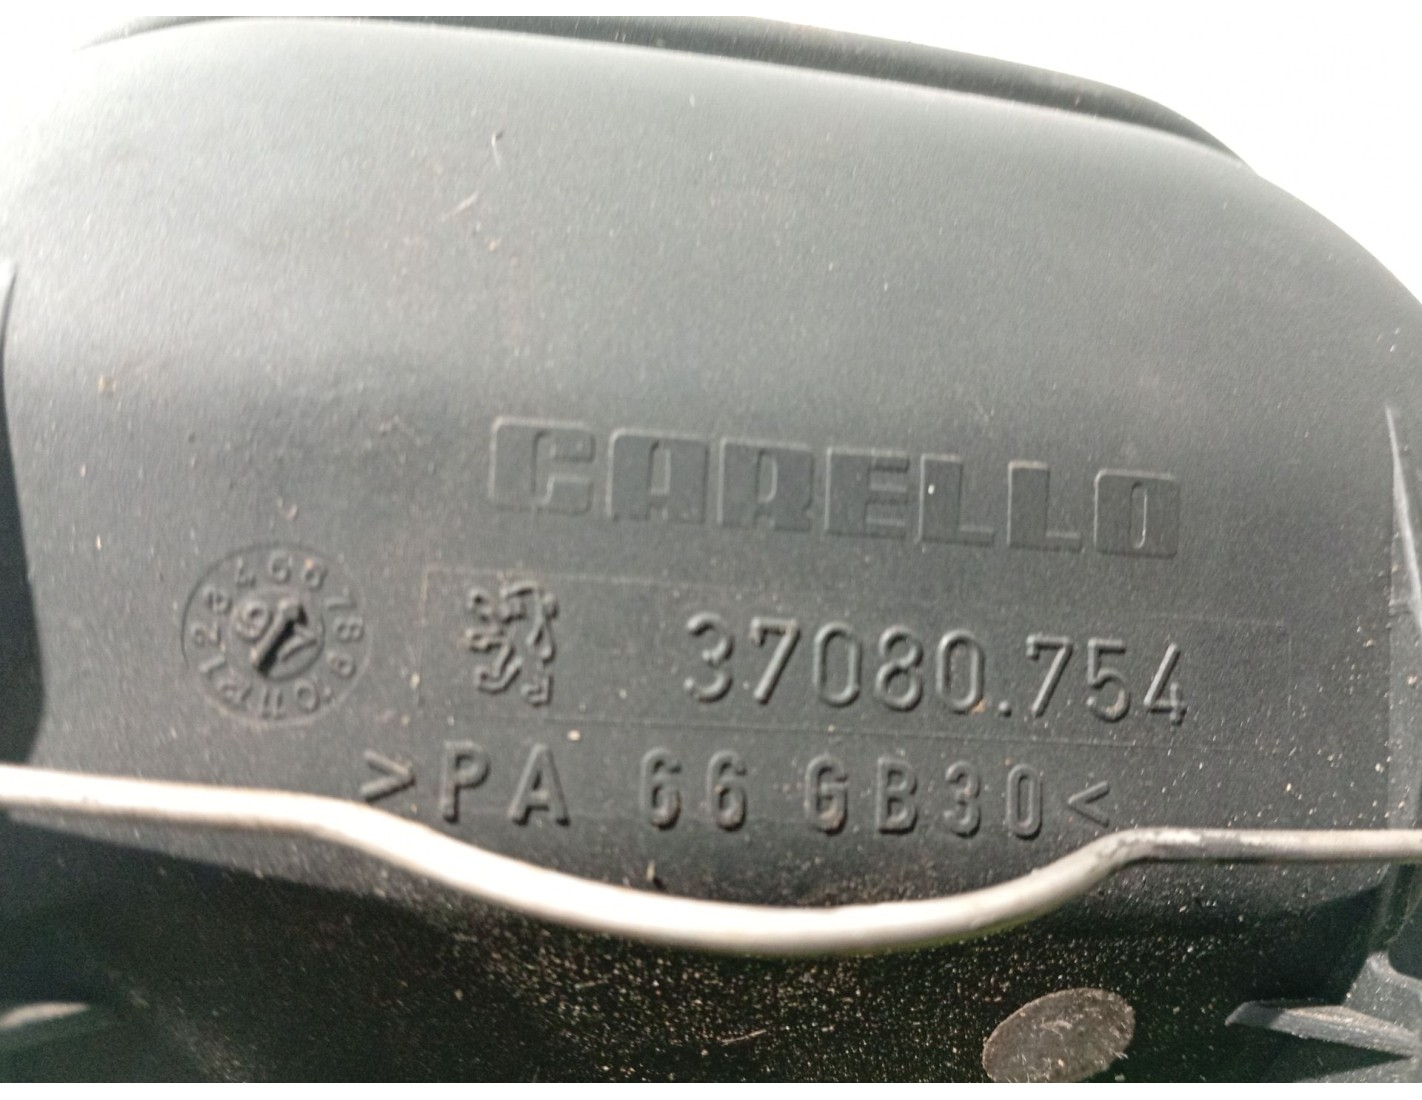 CARELLO
37080.754
>PA 66 GB30<